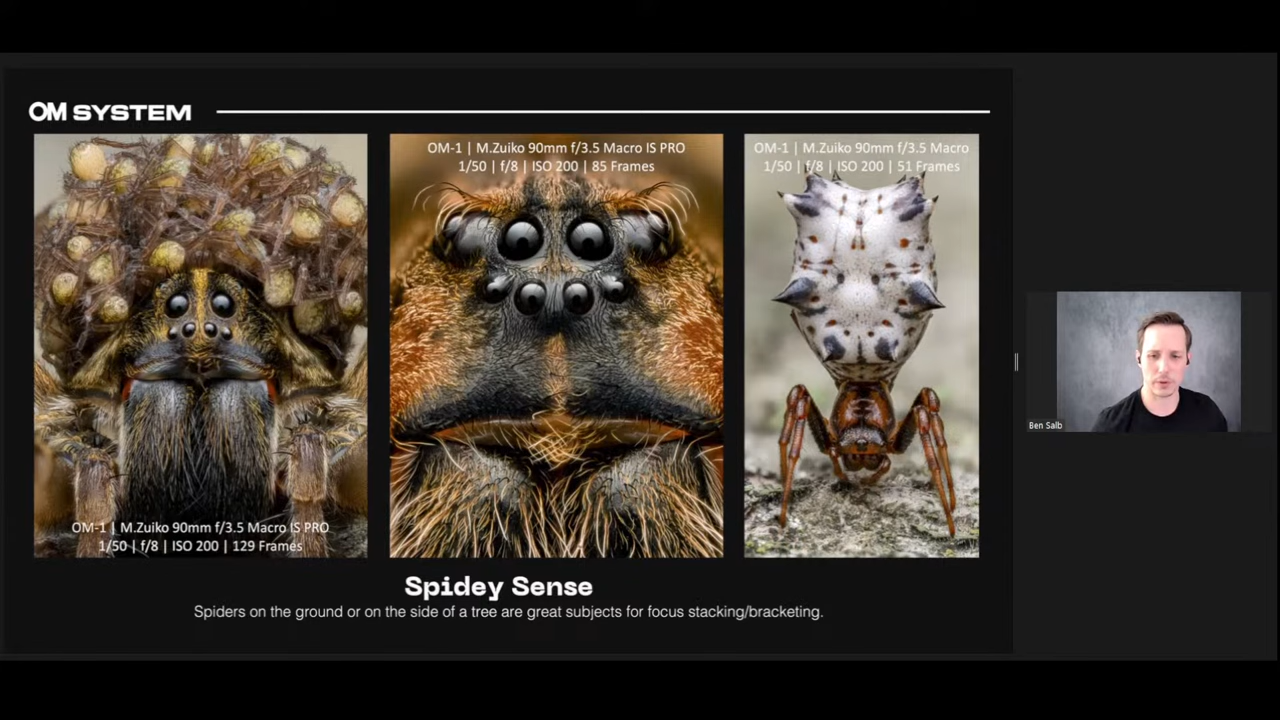 OM SYSTEM
OM-1 | M.Zuiko 90mm f/3.5 Macro IS PRO
1/50 | f/8 | ISO 200 | 129 Frames
OM-1 | M.Zuiko 90mm f/3.5 Macro IS PRO
1/50 | f/8 | ISO 200 | 85 Frames
OM-1 | M.Zuiko 90mm f/3.5 Macro
1/50 | f/8 | ISO 200 | 51 Frames
Spidey Sense
Spiders on the ground or on the side of a tree are great subjects for focus stacking/bracketing.
Ben Salb